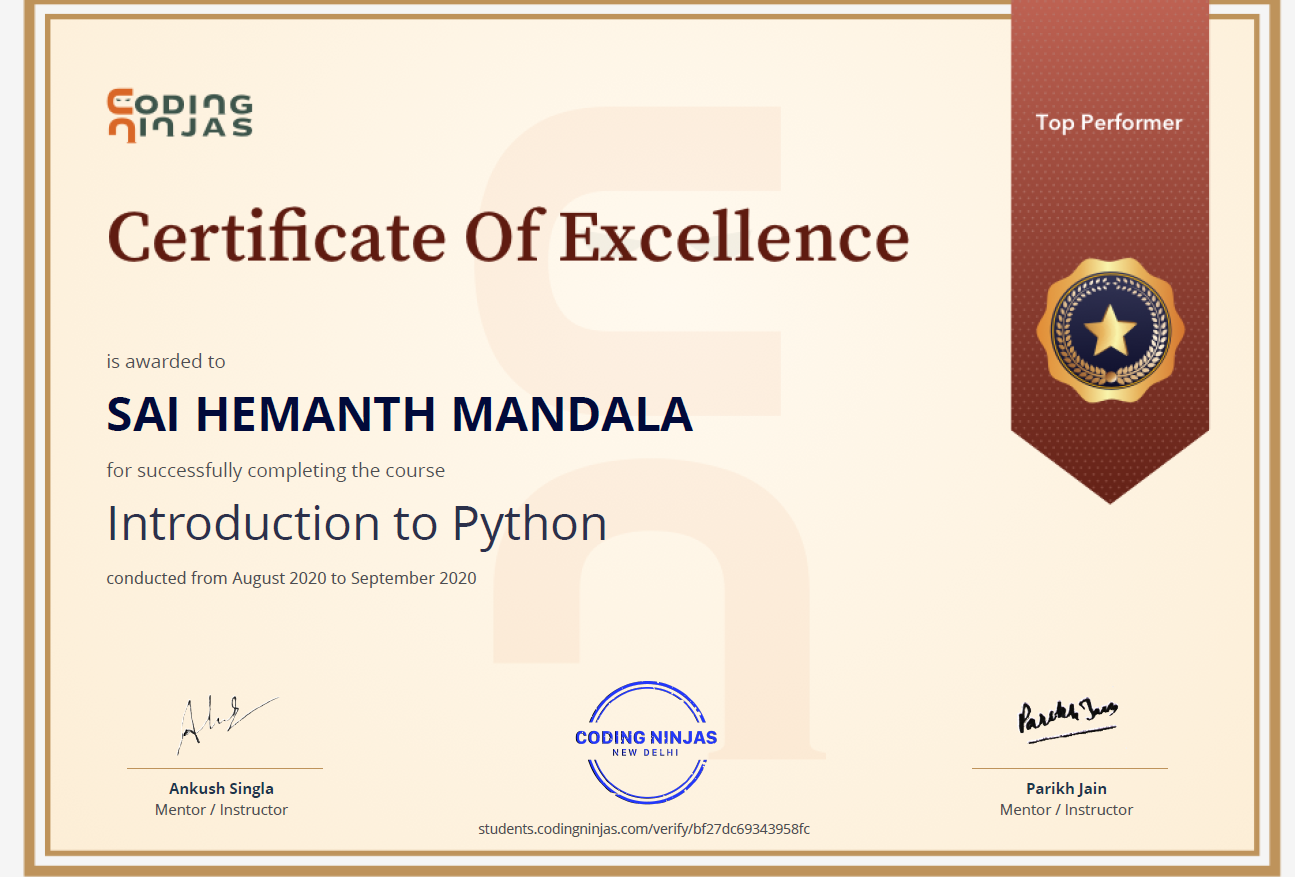 CODING
NINJAS
Top Performer
Certificate Of Excellence
is awarded to
SAI HEMANTH MANDALA
for successfully completing the course
Introduction to Python
conducted from August 2020 to September 2020
Parikh Jain
CODING NINJAS
NEW DELHI
Ankush Singla
Mentor / Instructor
Parikh Jain
Mentor / Instructor
students.codingninjas.com/verify/bf27dc69343958fc